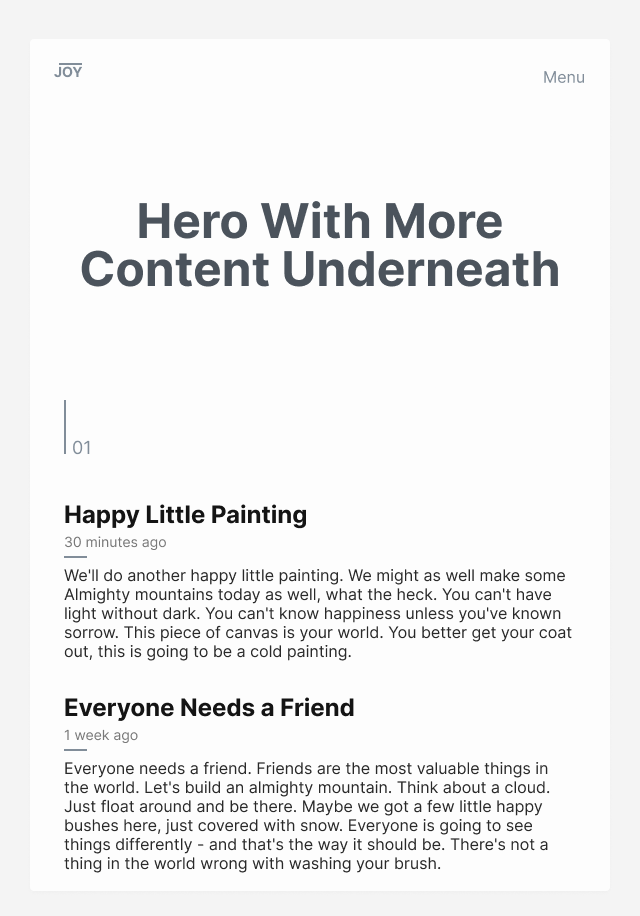 JOY
Menu
Hero With More
Content Underneath
01
Happy Little Painting
30 minutes ago
We'll do another happy little painting. We might as well make some
Almighty mountains today as well, what the heck. You can't have
light without dark. You can't know happiness unless you've known
sorrow. This piece of canvas is your world. You better get your coat
out, this is going to be a cold painting.
Everyone Needs a Friend
1 week ago
Everyone needs a friend. Friends are the most valuable things in
the world. Let's build an almighty mountain. Think about a cloud.
Just float around and be there. Maybe we got a few little happy
bushes here, just covered with snow. Everyone is going to see
things differently - and that's the way it should be. There's not a
thing in the world wrong with washing your brush.